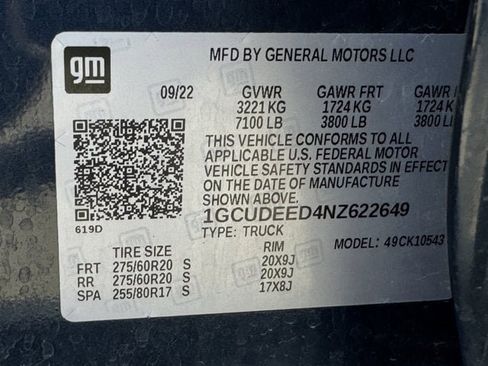 gm
MFD BY GENERAL MOTORS LLC
09/22 GVWR GAWR FRT GAWR
3221 KG 1724 KG 1724
7100 LB 3800 LB 3800
THIS VEHICLE CONFORMS TO ALL
APPLICABLE U.S. FEDERAL MOTOR
VEHICLE SAFETY STANDARDS IN EFFECT
ON THE DATE OF MANUFACTURE
SHOWN ABOVE.
619D
1GCUDEED4NZ622649
TYPE: TRUCK
TIRE SIZE RIM MODEL: 49CK10543
FRT 275/60R20 S 20X9J
RR 275/60R20 S 20X9J
SPA 255/80R17 S 17X8J